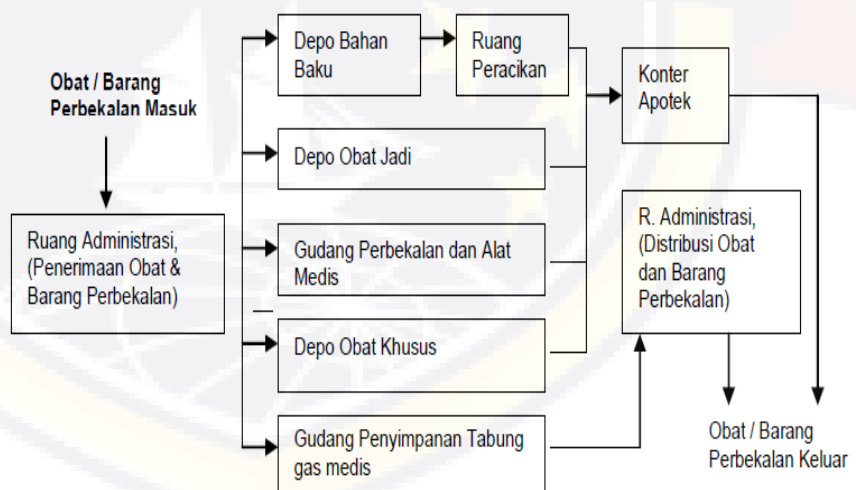 Obat / Barang
Perbekalan Masuk
Ruang Administrasi,
(Penerimaan Obat &
Barang Perbekalan)
Depo Bahan
Baku
Ruang
Peracikan
Depo Obat Jadi
Gudang Perbekalan dan Alat
Medis
Depo Obat Khusus
Gudang Penyimpanan Tabung
gas medis
Konter
Apotek
R. Administrasi,
(Distribusi Obat
dan Barang
Perbekalan)
Obat / Barang
Perbekalan Keluar